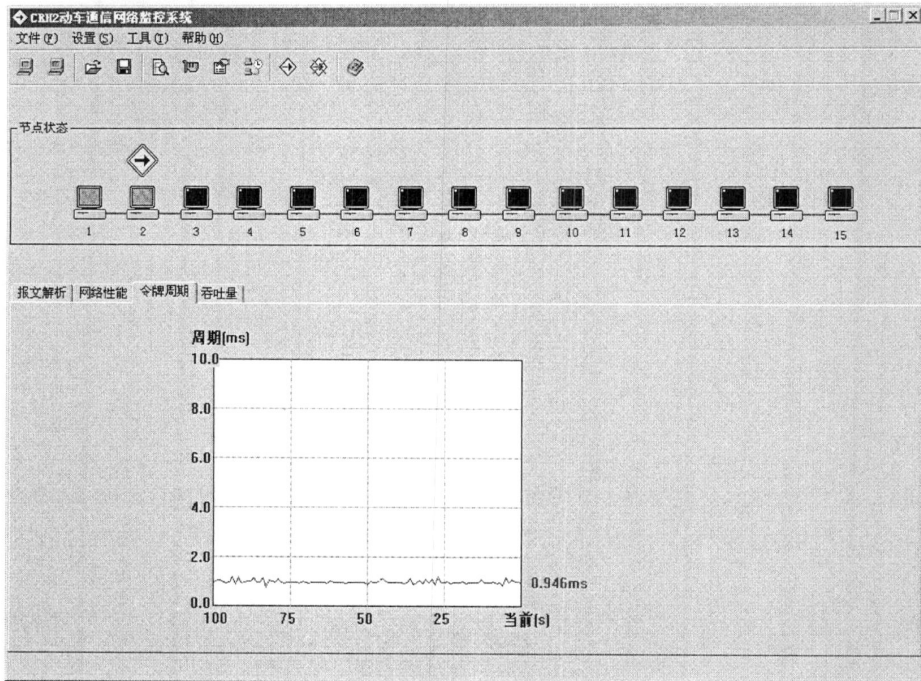 CRH2动车通信网络监控系统
文件(F) 设置(S) 工具(T) 帮助(H)
节点状态
1 2 3 4 5 6 7 8 9 10 11 12 13 14 15
报文解析 网络性能 令牌周期 吞吐量
周期(ms)
10.0
8.0
6.0
4.0
2.0
0.946ms
0.0
100 75 50 25 当前(s)